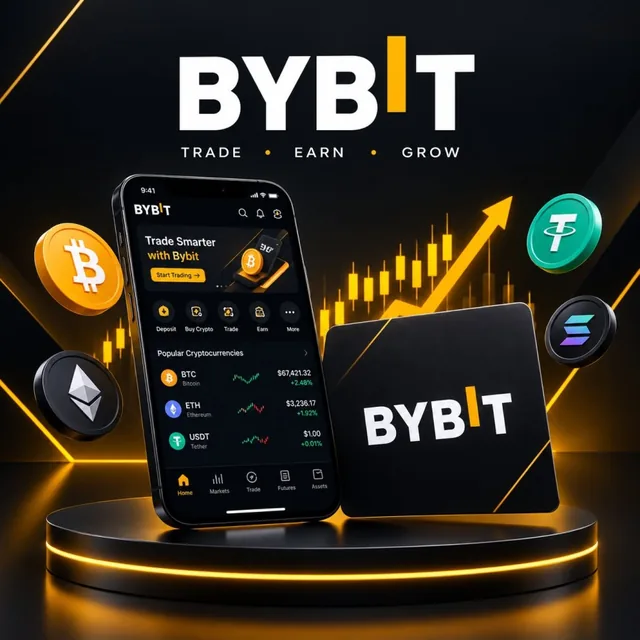 BYBIT
TRADE • EARN • GROW
9:41
BYBIT
Trade Smarter
with Bybit
Start Trading →
Deposit Buy Crypto Trade Earn More
Popular Cryptocurrencies
BTC $67,421.32
Bitcoin +2.48%
ETH $3,236.17
Ethereum +1.92%
USDT $1.00
Tether +0.01%
Home Markets Trade Futures Assets
BYBIT